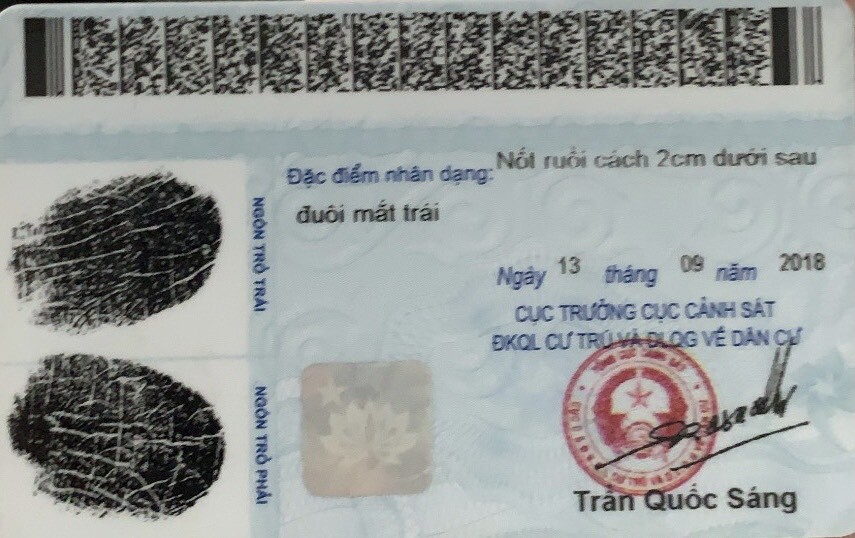 Đặc điểm nhân dạng: Nốt ruồi cách 2cm dưới sau
đuôi mắt trái
NGÓN TRỎ TRÁI
Ngày 13 tháng 09 năm 2018
CỤC TRƯỞNG CỤC CẢNH SÁT
ĐKQL CƯ TRÚ VÀ DLQG VỀ DÂN CƯ
NGÓN TRỎ PHẢI
Trần Quốc Sáng